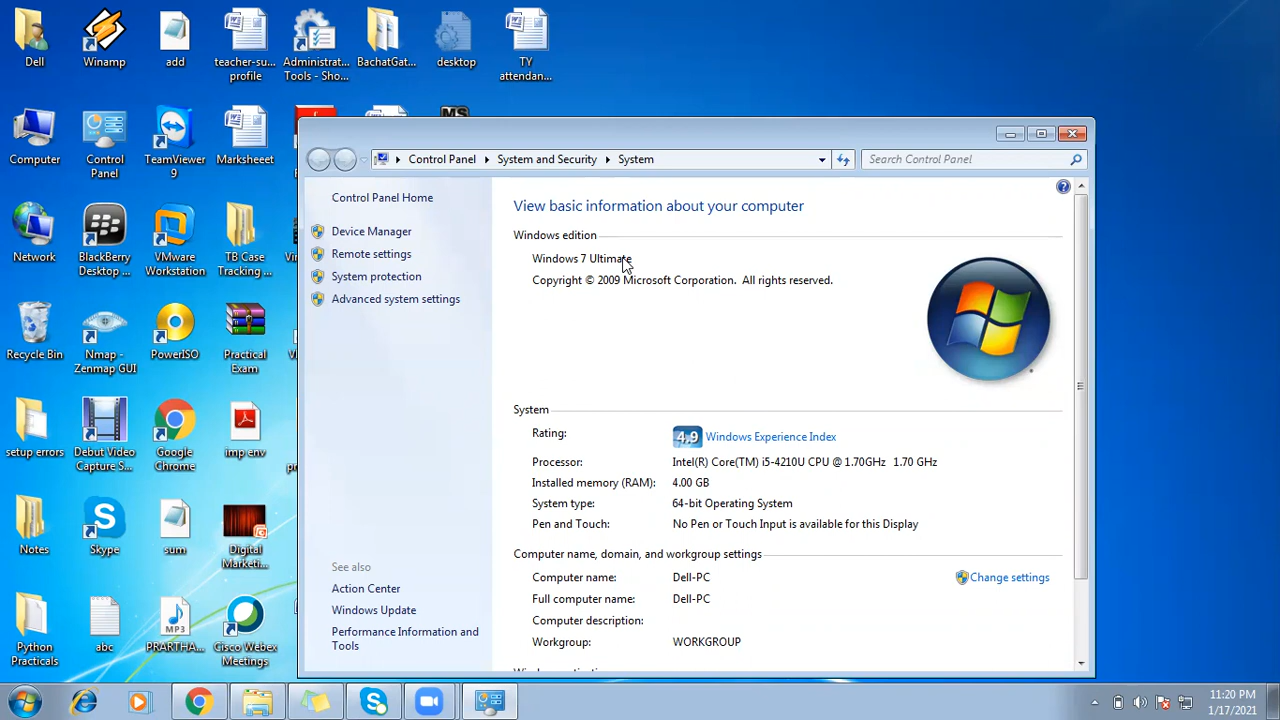 Dell
Winamp
add
teacher-su...
profile
Administrat...
Tools - Sho...
BachatGat...
desktop
TY
attendan...
Computer
Control
Panel
TeamViewer
9
Marksheeet
MS
Control Panel
System and Security
System
Search Control Panel
Network
BlackBerry
Desktop ...
VMware
Workstation
TB Case
Tracking ...
Recycle Bin
Nmap -
Zenmap GUI
PowerISO
Practical
Exam
setup errors
Debut Video
Capture S...
Google
Chrome
imp env
Notes
Skype
sum
Digital
Marketi...
Python
Practicals
abc
MP3
PRARTHA...
Cisco Webex
Meetings
Control Panel Home
Device Manager
Remote settings
System protection
Advanced system settings
See also
Action Center
Windows Update
Performance Information and
Tools
View basic information about your computer
Windows edition
Windows 7 Ultimate
Copyright © 2009 Microsoft Corporation. All rights reserved.
System
Rating:
4.9 Windows Experience Index
Processor:
Intel(R) Core(TM) i5-4210U CPU @ 1.70GHz 1.70 GHz
Installed memory (RAM):
4.00 GB
System type:
64-bit Operating System
Pen and Touch:
No Pen or Touch Input is available for this Display
Computer name, domain, and workgroup settings
Computer name:
Dell-PC
Change settings
Full computer name:
Dell-PC
Computer description:
Workgroup:
WORKGROUP
11:20 PM
1/17/2021